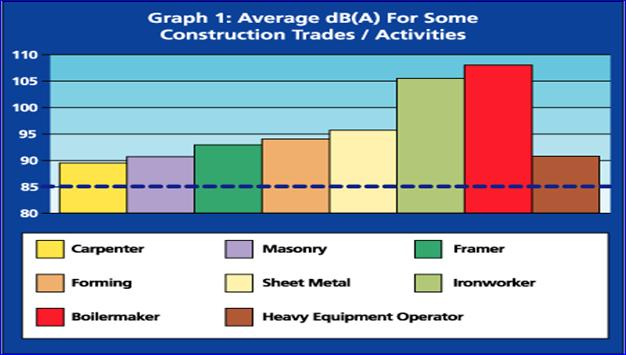 Graph 1: Average dB(A) For Some
Construction Trades / Activities
110
105
100
95
90
85
80
Carpenter
Masonry
Framer
Forming
Sheet Metal
Ironworker
Boilermaker
Heavy Equipment Operator